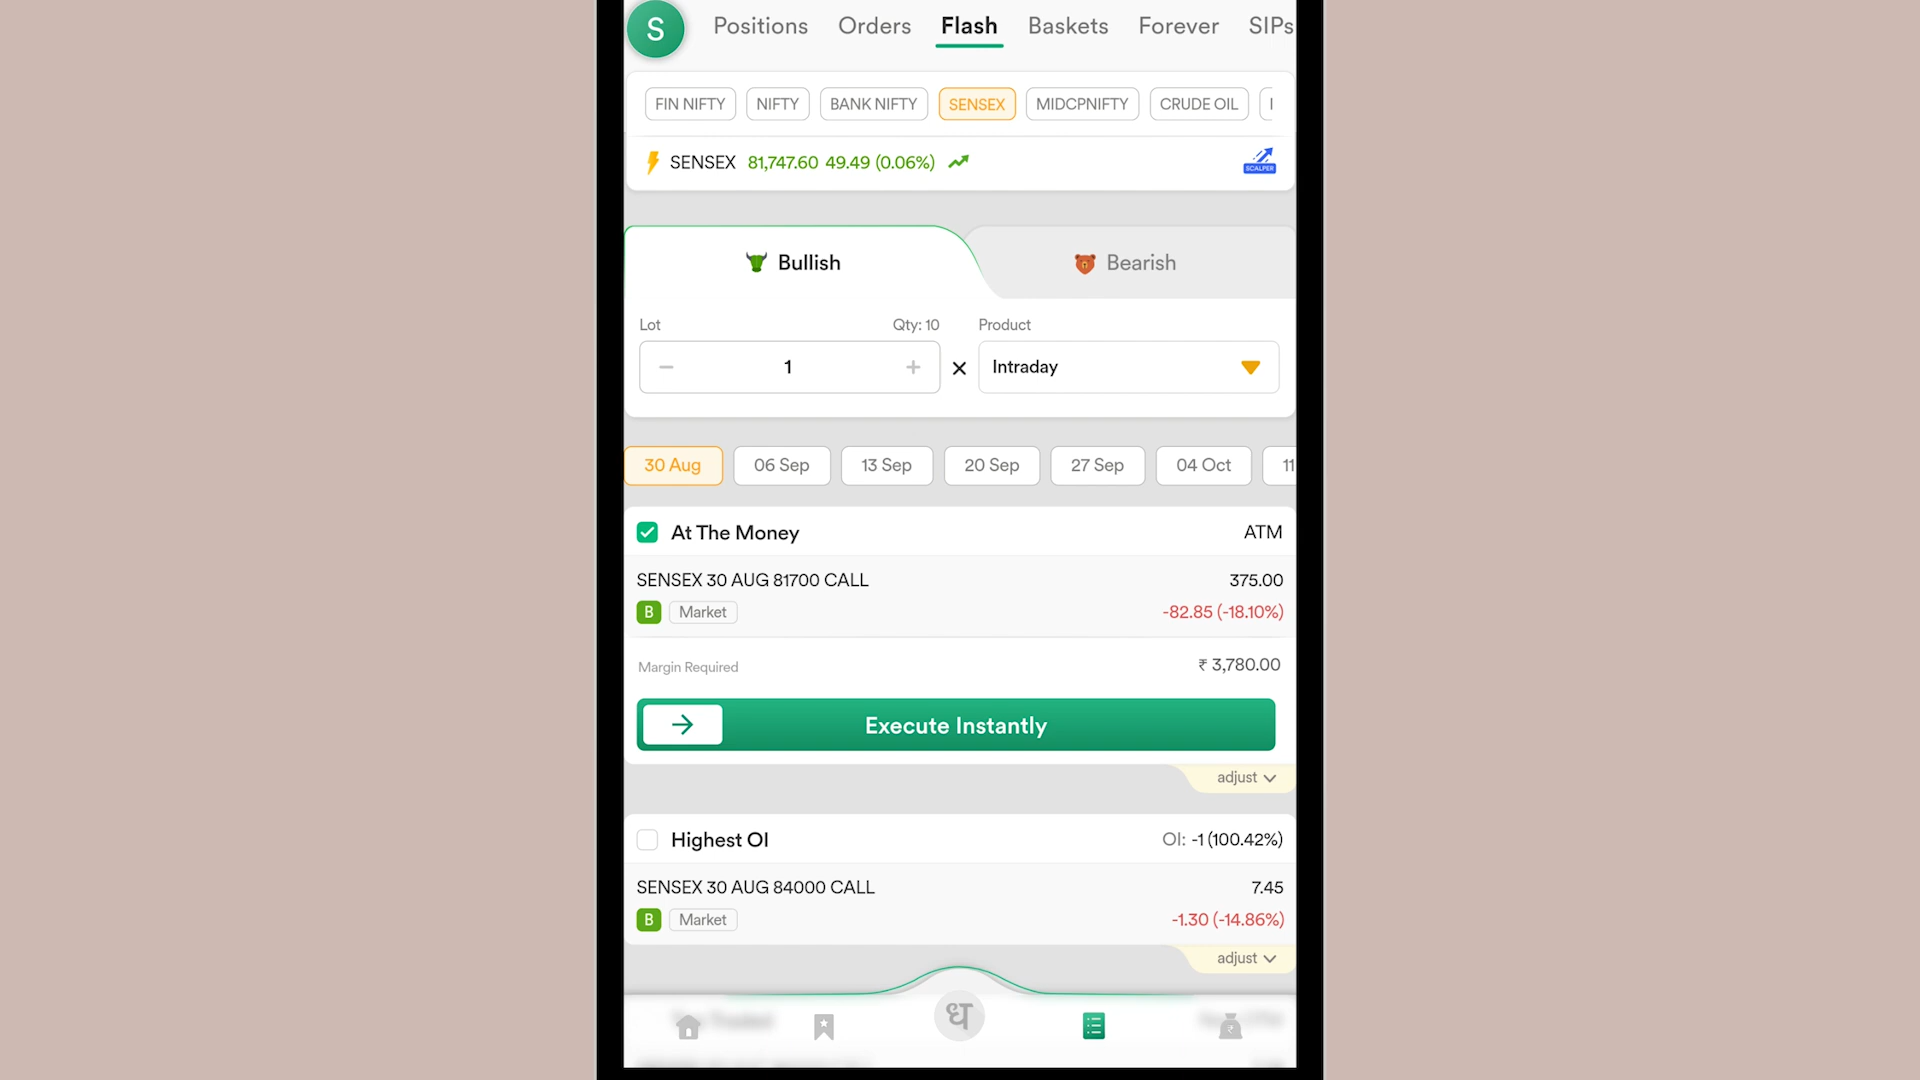 S
Positions Orders Flash Baskets Forever SIPs
FIN NIFTY NIFTY BANK NIFTY SENSEX MIDCPNIFTY CRUDE OIL
SENSEX 81,747.60 49.49 (0.06%) SCALPER
Bullish Bearish
Lot Qty: 10 Product
− 1 + × Intraday
30 Aug 06 Sep 13 Sep 20 Sep 27 Sep 04 Oct 11
At The Money ATM
SENSEX 30 AUG 81700 CALL 375.00
B Market -82.85 (-18.10%)
Margin Required ₹ 3,780.00
Execute Instantly
adjust
Highest OI OI: -1 (100.42%)
SENSEX 30 AUG 84000 CALL 7.45
B Market -1.30 (-14.86%)
adjust
ध